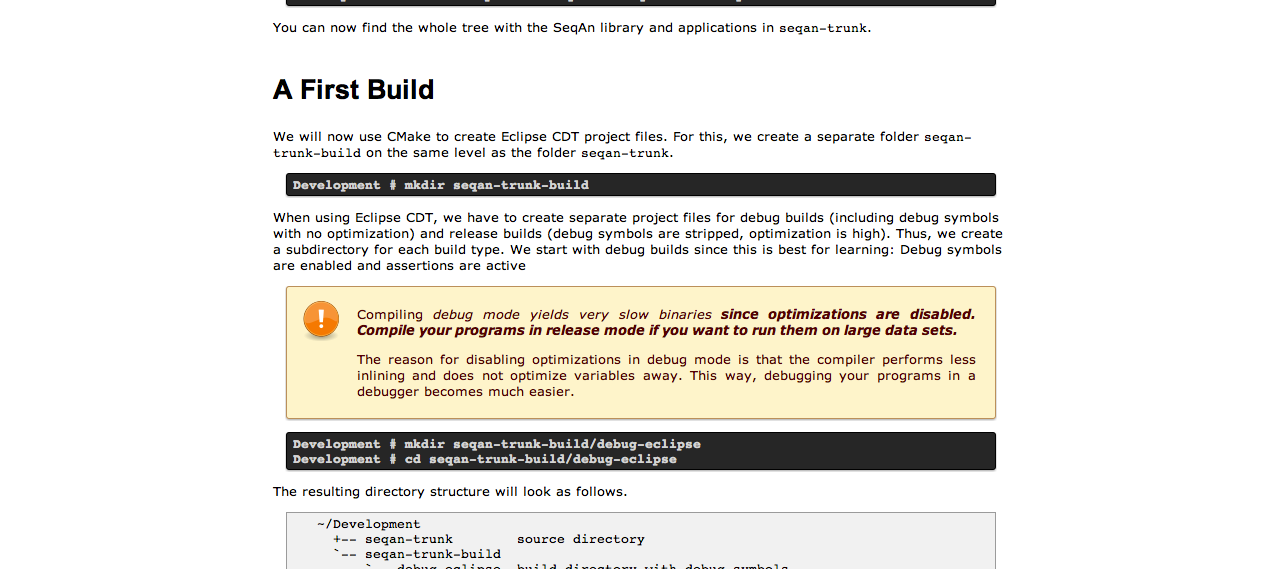 You can now find the whole tree with the SeqAn library and applications in seqan-trunk.
A First Build
We will now use CMake to create Eclipse CDT project files. For this, we create a separate folder seqan-
trunk-build on the same level as the folder seqan-trunk.
Development # mkdir seqan-trunk-build
When using Eclipse CDT, we have to create separate project files for debug builds (including debug symbols
with no optimization) and release builds (debug symbols are stripped, optimization is high). Thus, we create
a subdirectory for each build type. We start with debug builds since this is best for learning: Debug symbols
are enabled and assertions are active
Compiling debug mode yields very slow binaries since optimizations are disabled.
Compile your programs in release mode if you want to run them on large data sets.
The reason for disabling optimizations in debug mode is that the compiler performs less
inlining and does not optimize variables away. This way, debugging your programs in a
debugger becomes much easier.
Development # mkdir seqan-trunk-build/debug-eclipse
Development # cd seqan-trunk-build/debug-eclipse
The resulting directory structure will look as follows.
~/Development
+-- seqan-trunk        source directory
`-- seqan-trunk-build
`-- debug-eclipse  build directory with debug symbols